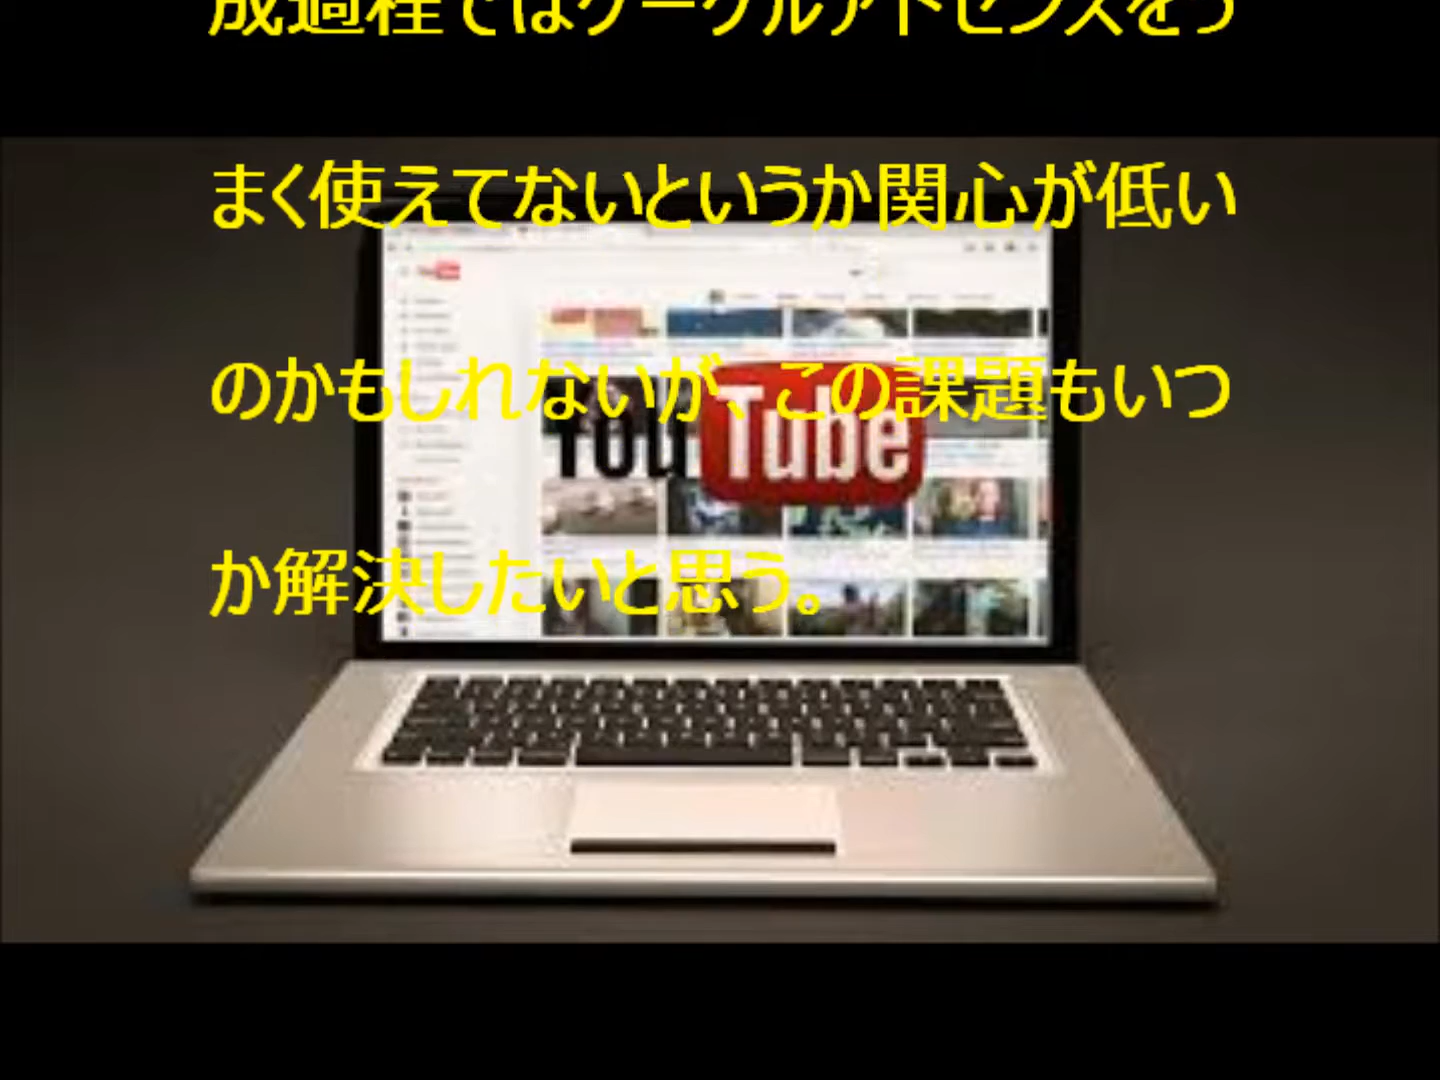 成過程ではグーグルアドセンスをう
まく使えてないというか関心が低い
のかもしれないが、この課題もいつ
か解決したいと思う。
YouTube
YouTube